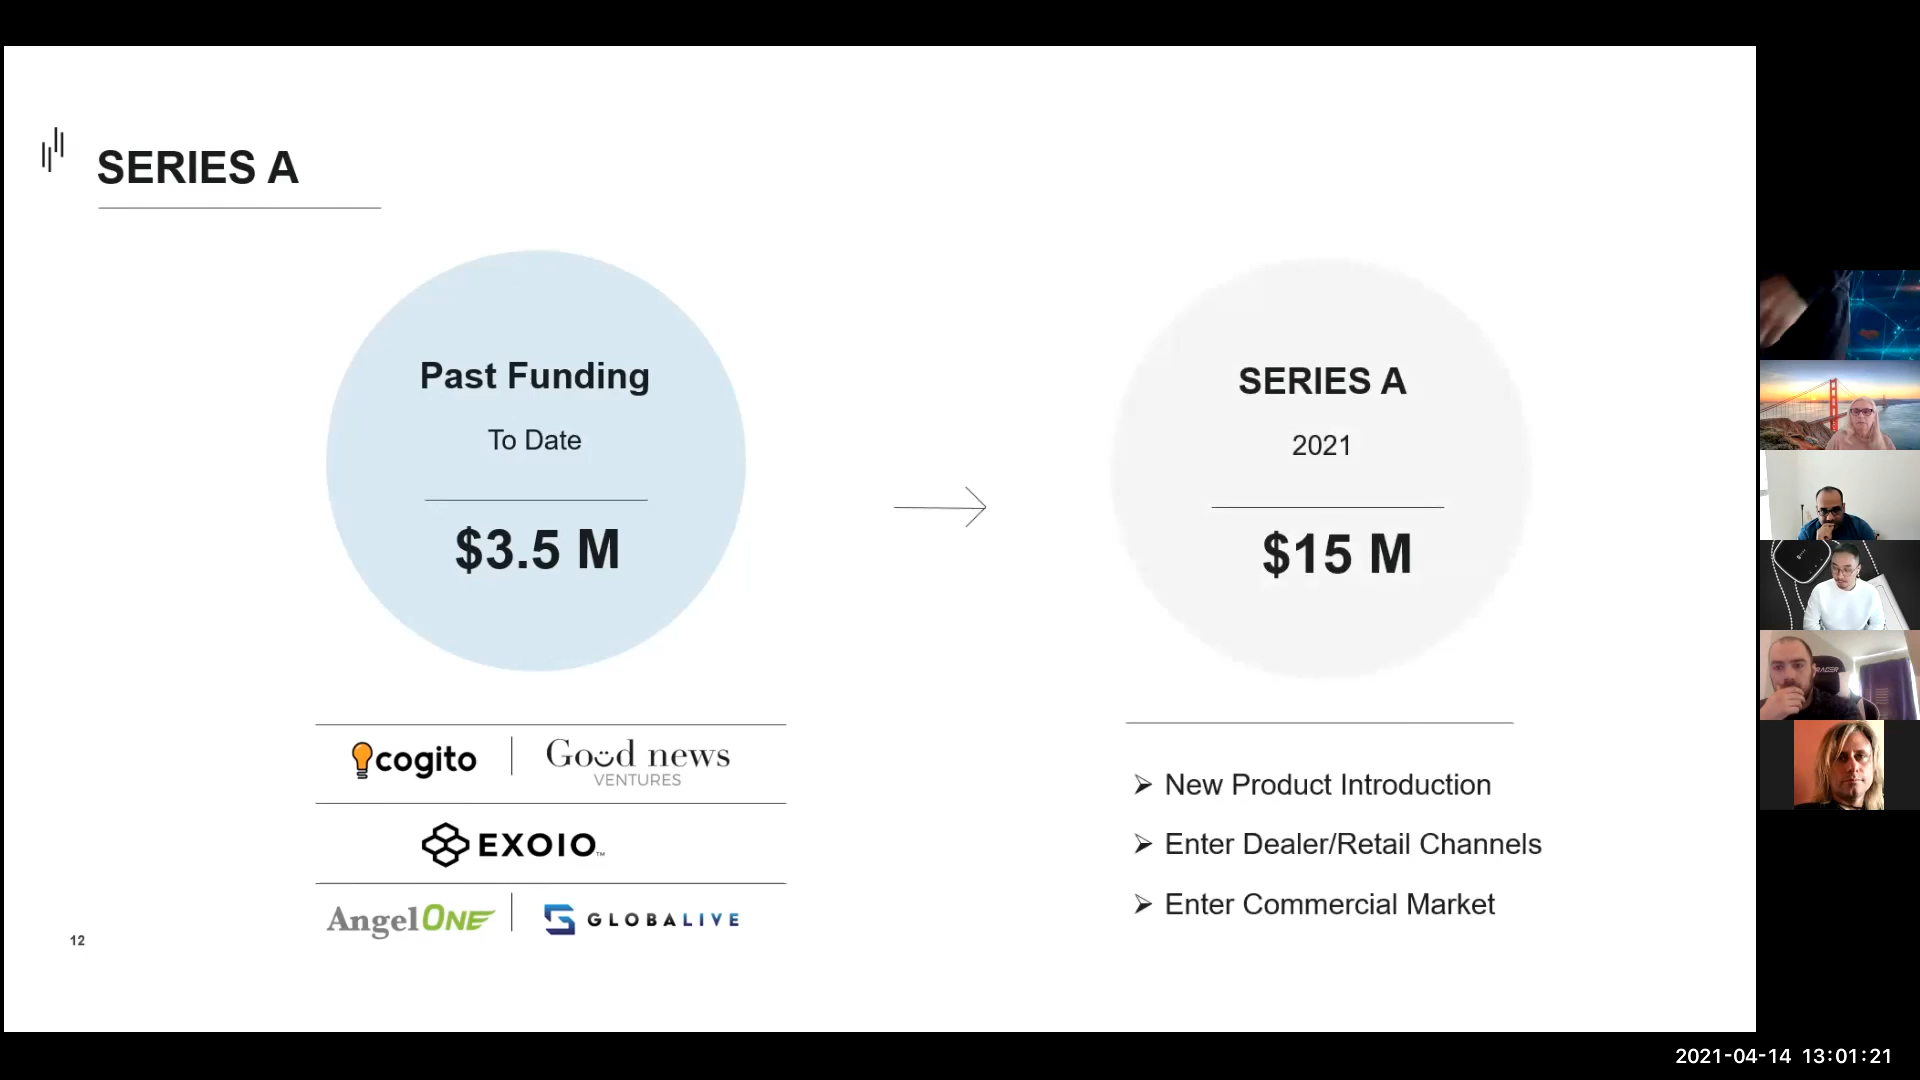 SERIES A
Past Funding
To Date
$3.5 M
cogito
Good news
VENTURES
EXOIO™
AngelONE
GLOBALIVE
12
SERIES A
2021
$15 M
New Product Introduction
Enter Dealer/Retail Channels
Enter Commercial Market
2021-04-14 13:01:21